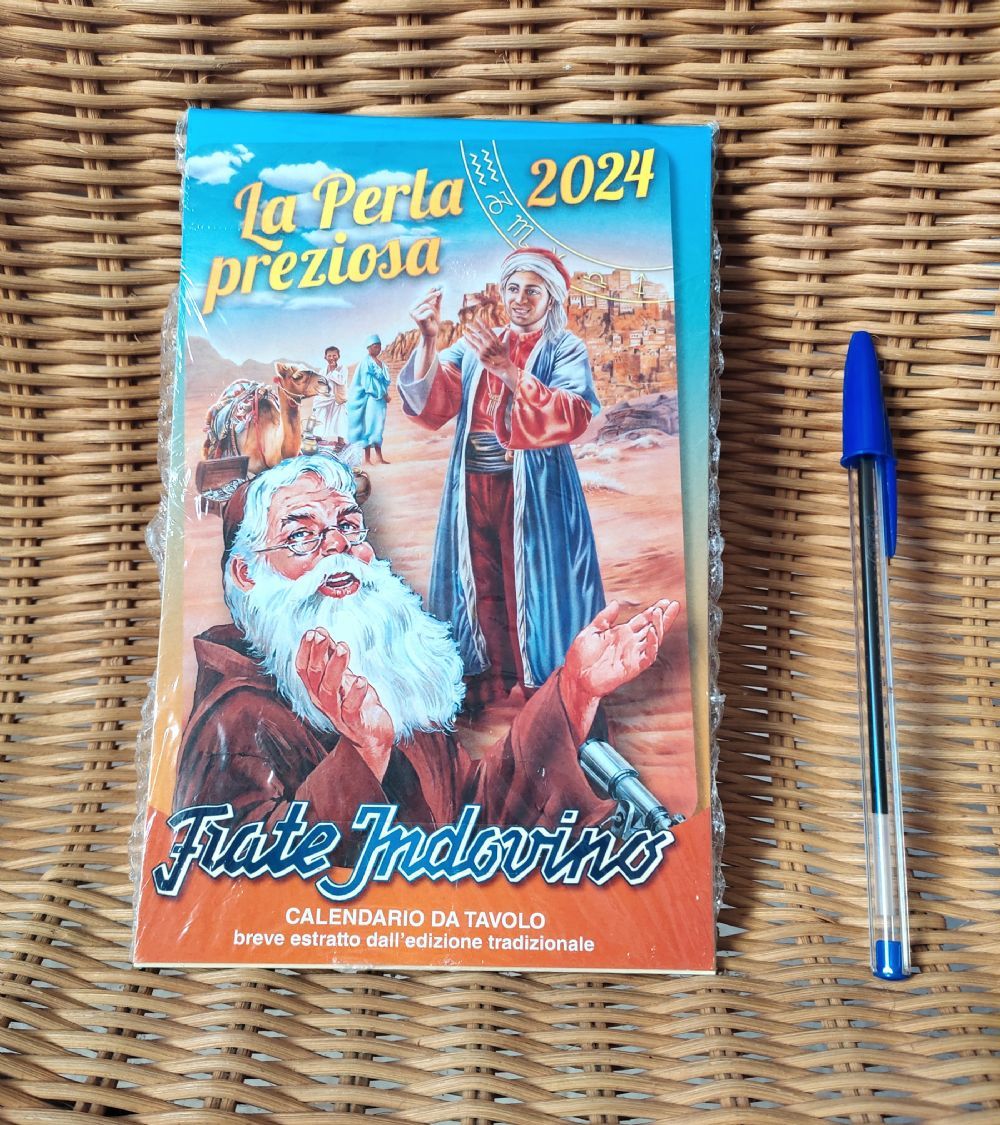 La Perla 2024
preziosa
Frate Indovino
CALENDARIO DA TAVOLO
breve estratto dall'edizione tradizionale